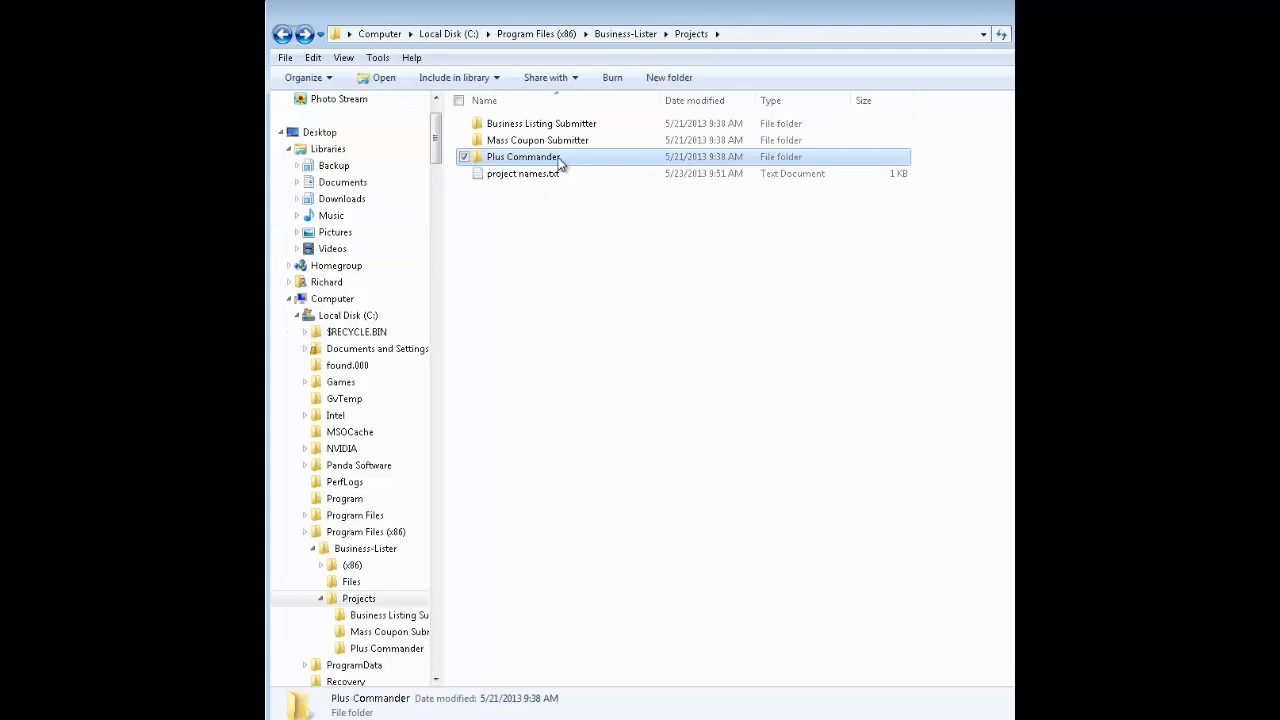 Computer Local Disk (C:) Program Files (x86) Business-Lister Projects
File Edit View Tools Help
Organize Open Include in library Share with Burn New folder
Photo Stream
Desktop
Libraries
Backup
Documents
Downloads
Music
Pictures
Videos
Homegroup
Richard
Computer
Local Disk (C:)
$RECYCLE.BIN
Documents and Settings
found.000
Games
GvTemp
Intel
MSOCache
NVIDIA
Panda Software
PerfLogs
Program
Program Files
Program Files (x86)
Business-Lister
(x86)
Files
Projects
Business Listing Su
Mass Coupon Subr
Plus Commander
ProgramData
Recovery
Name Date modified Type Size
Business Listing Submitter 5/21/2013 9:38 AM File folder
Mass Coupon Submitter 5/21/2013 9:38 AM File folder
Plus Commander 5/21/2013 9:38 AM File folder
project names.txt 5/23/2013 9:51 AM Text Document 1 KB
Plus Commander Date modified: 5/21/2013 9:38 AM
File folder